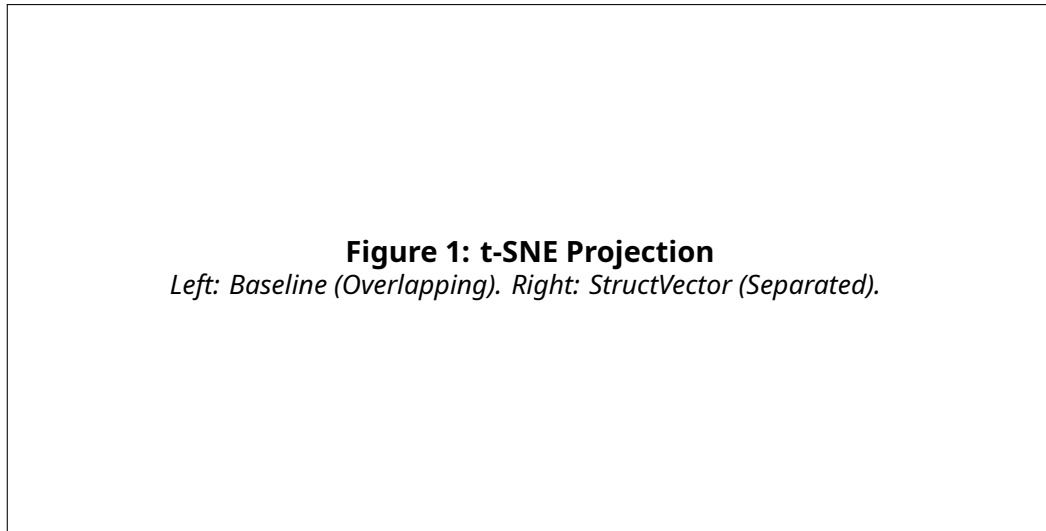 Figure 1: t-SNE Projection
Left: Baseline (Overlapping). Right: StructVector (Separated).